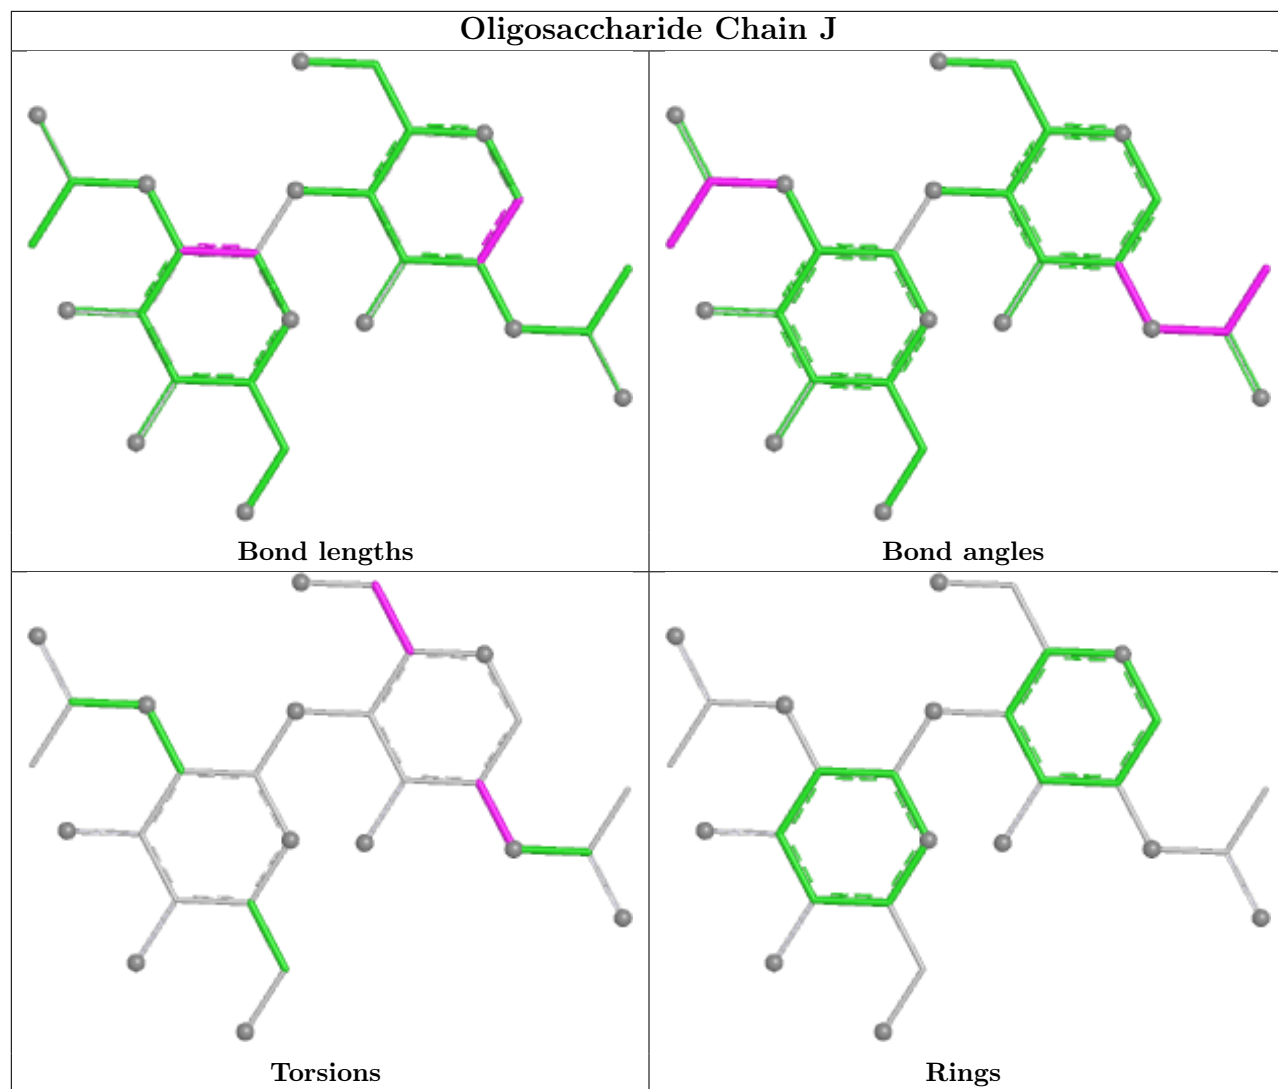 Oligosaccharide Chain J
Bond lengths
Bond angles
Torsions
Rings